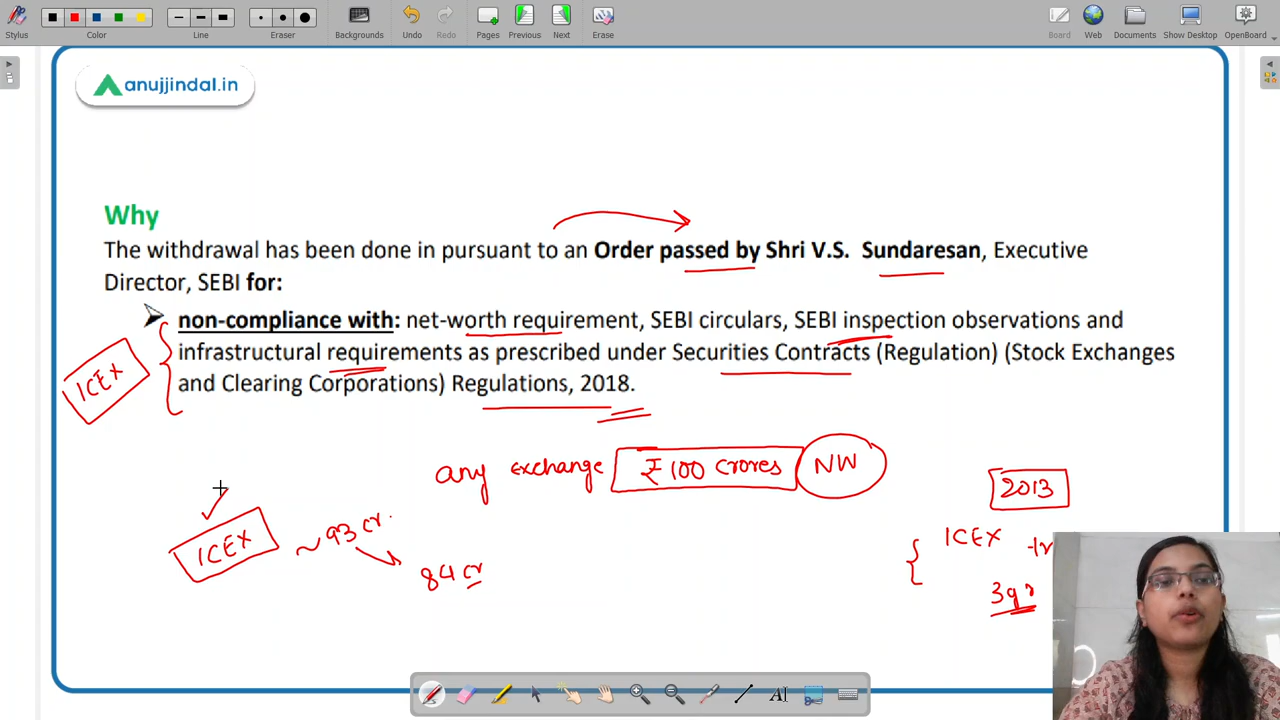 Stylus
Color
Line
Eraser
Backgrounds
Undo
Redo
Pages
Previous
Next
Erase
Board
Web
Documents
Show Desktop
OpenBoard
anujjindal.in
Why
The withdrawal has been done in pursuant to an Order passed by Shri V.S. Sundaresan, Executive
Director, SEBI for:
non-compliance with: net-worth requirement, SEBI circulars, SEBI inspection observations and
infrastructural requirements as prescribed under Securities Contracts (Regulation) (Stock Exchanges
and Clearing Corporations) Regulations, 2018.
ICEX
any exchange ₹100 Crores NW
2013
ICEX ~93 cr.
84 cr
ICEX
AI